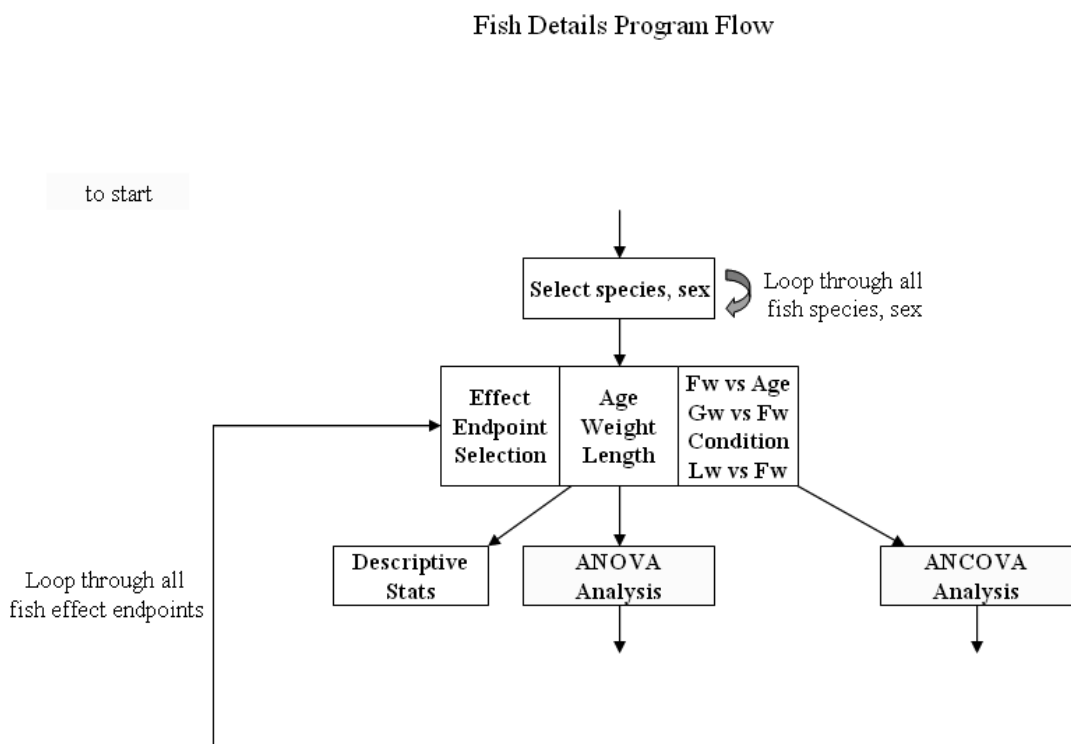 Fish Details Program Flow
to start
Select species, sex
Loop through all
fish species, sex
Effect
Endpoint
Selection
Age
Weight
Length
Fw vs Age
Gw vs Fw
Condition
Lw vs Fw
Descriptive
Stats
ANOVA
Analysis
ANCOVA
Analysis
Loop through all
fish effect endpoints